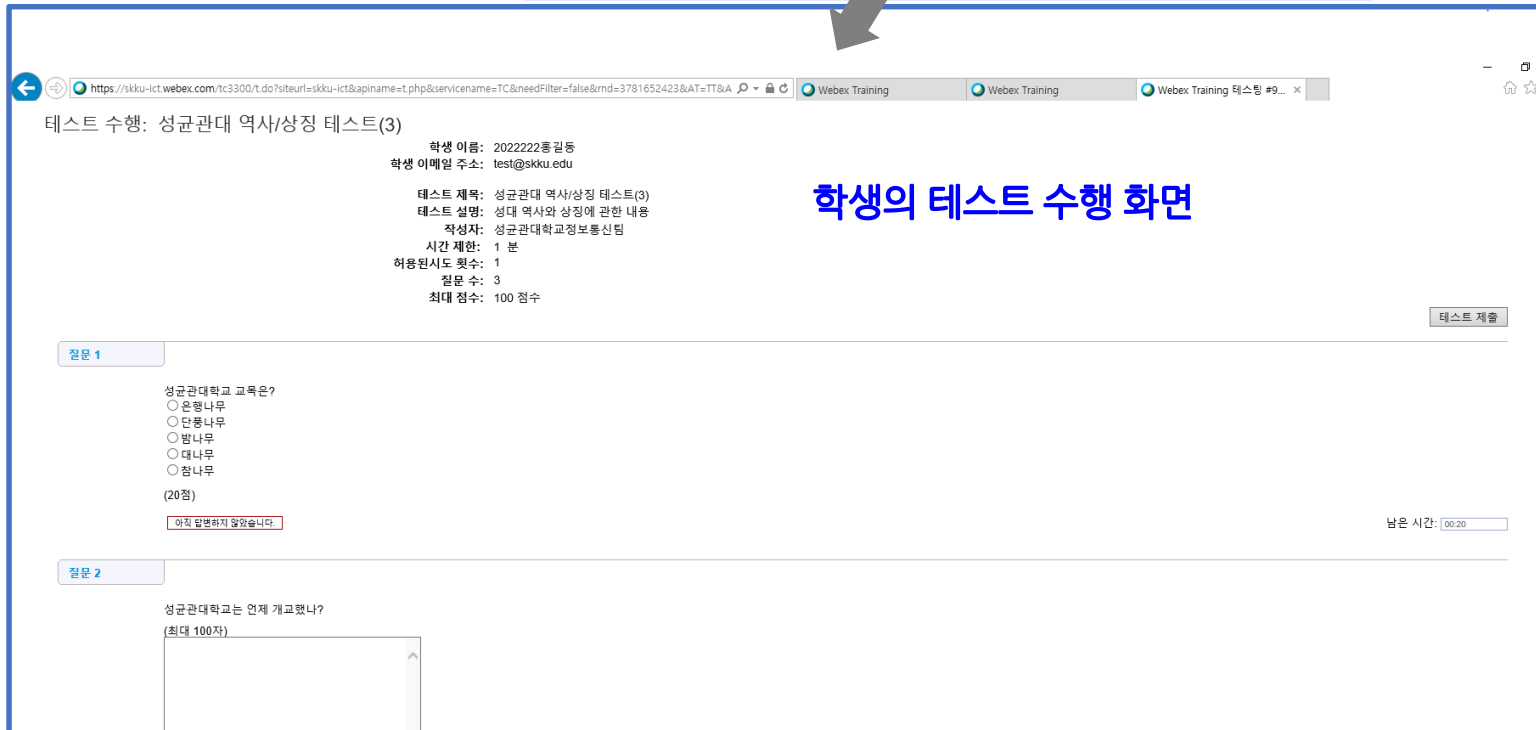 https://skku-ict.webex.com/tc3300/t.do?siteurl=skku-ict&apiname=t.php&servicename=TC&needFilter=false&rnd=3781652423&AT=TT&A
Webex Training
Webex Training
Webex Training 테스팅 #9...
테스트 수행: 성균관대 역사/상징 테스트(3)
학생 이름: 2022222홍길동
학생 이메일 주소: test@skku.edu
테스트 제목: 성균관대 역사/상징 테스트(3)
테스트 설명: 성대 역사와 상징에 관한 내용
작성자: 성균관대학교정보통신팀
시간 제한: 1 분
허용된시도 횟수: 1
질문 수: 3
최대 점수: 100 점수
학생의 테스트 수행 화면
테스트 제출
질문 1
성균관대학교 교목은?
은행나무
단풍나무
밤나무
대나무
참나무
(20점)
아직 답변하지 않았습니다.
남은 시간: 00:20
질문 2
성균관대학교는 언제 개교했나?
(최대 100자)